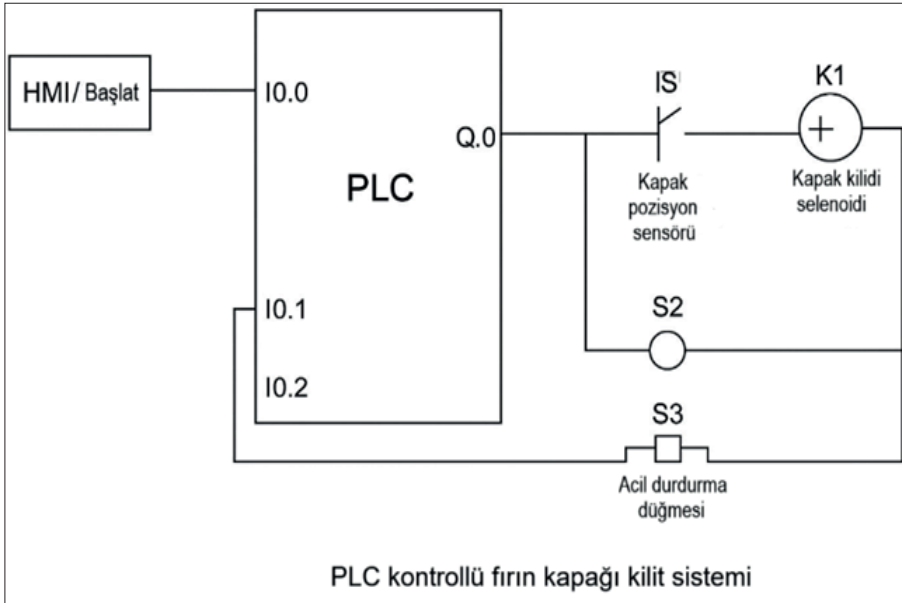 HMI/ Başlat
I0.0
Q.0
PLC
I0.1
I0.2
IS
Kapak
pozisyon
sensörü
K1
Kapak kilidi
selenoidi
S2
S3
Acil durdurma
düğmesi
PLC kontrollü fırın kapağı kilit sistemi